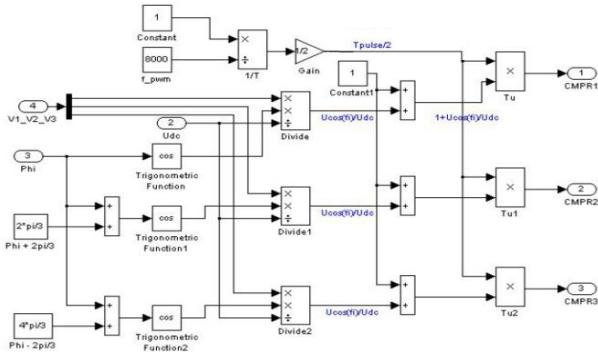 1
Constant
8000
f_pwm
×
÷
1/T
1/2
Gain
Tpulse/2
1
Constant1
×
Tu
1
CMPR1
4
V1_V2_V3
2
Udc
×
×
÷
Divide
Ucos(fi)/Udc
+
+
1+Ucos(fi)/Udc
3
Phi
cos
Trigonometric
Function
2*pi/3
Phi + 2pi/3
+
+
cos
Trigonometric
Function1
×
×
÷
Divide1
Ucos(fi)/Udc
+
+
×
Tu1
2
CMPR2
4*pi/3
Phi - 2pi/3
+
+
cos
Trigonometric
Function2
×
×
÷
Divide2
Ucos(fi)/Udc
+
+
×
Tu2
3
CMPR3